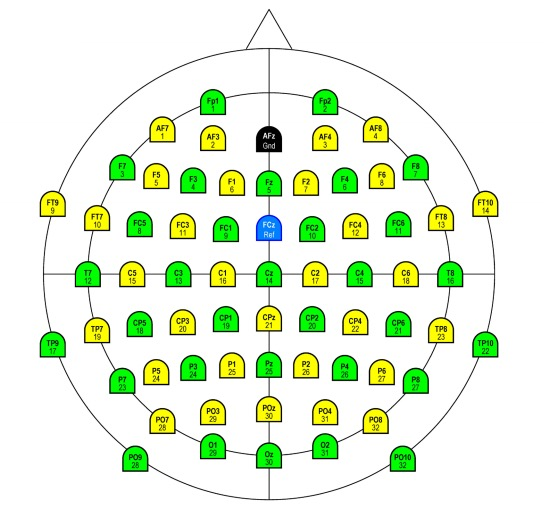 Fp1
1
Fp2
2
AF7
1
AF3
2
AFz
Gnd
AF4
3
AF8
4
F7
3
F5
5
F3
4
F1
6
Fz
5
F2
7
F4
6
F6
8
F8
7
FT9
9
FT7
10
FC5
8
FC3
11
FC1
9
FCz
Ref
FC2
10
FC4
12
FC6
11
FT8
13
FT10
14
T7
12
C5
15
C3
13
C1
16
Cz
14
C2
17
C4
15
C6
18
T8
16
TP9
17
TP7
19
CP5
18
CP3
20
CP1
19
CPz
21
CP2
20
CP4
22
CP6
21
TP8
23
TP10
22
P7
23
P5
24
P3
24
P1
25
Pz
25
P2
26
P4
26
P6
27
P8
27
PO7
28
PO3
29
POz
30
PO4
31
PO8
32
PO9
28
O1
29
Oz
30
O2
31
PO10
32